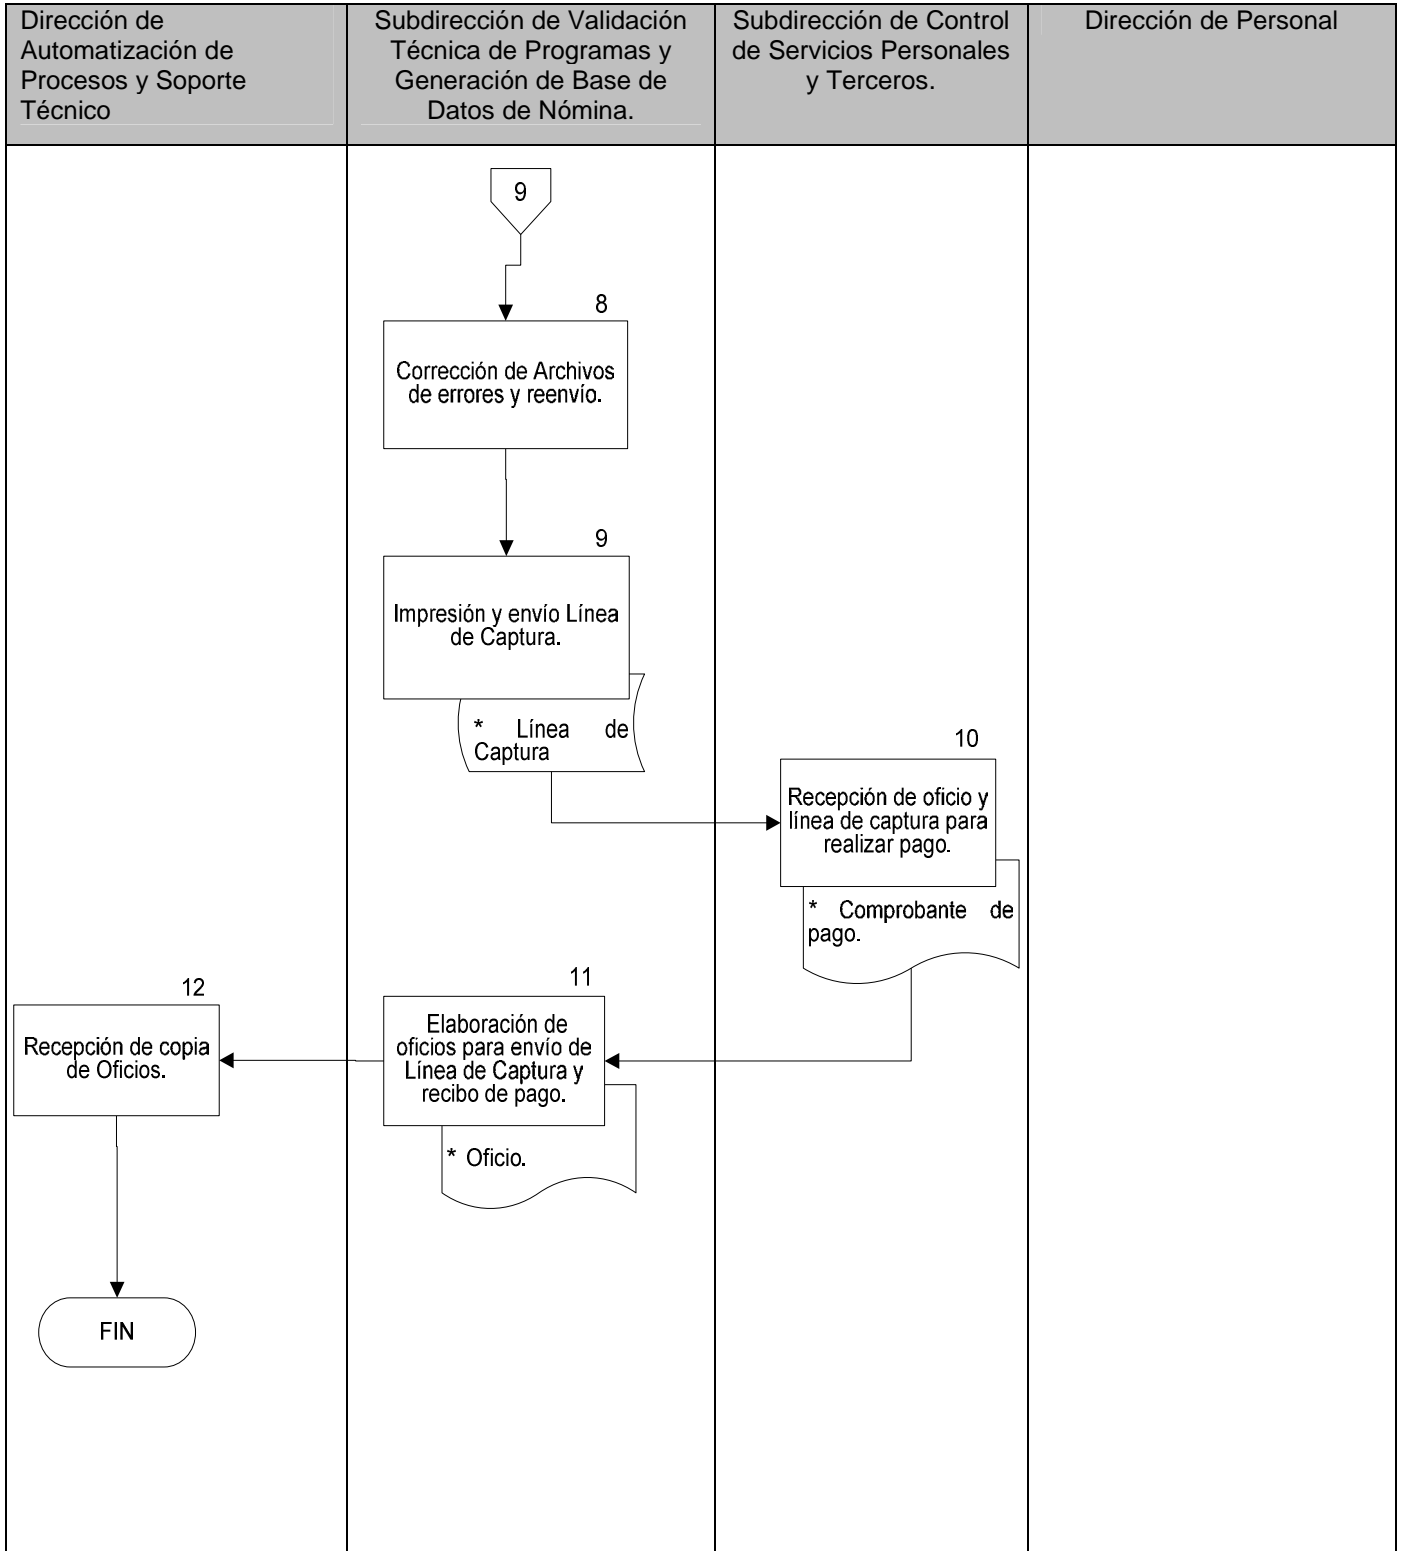 Dirección de
Automatización de
Procesos y Soporte
Técnico
Subdirección de Validación
Técnica de Programas y
Generación de Base de
Datos de Nómina.
Subdirección de Control
de Servicios Personales
y Terceros.
Dirección de Personal
9
8
Corrección de Archivos
de errores y reenvío.
9
Impresión y envío Línea
de Captura.
* Línea de
Captura
10
Recepción de oficio y
línea de captura para
realizar pago.
* Comprobante de
pago.
11
Elaboración de
oficios para envío de
Línea de Captura y
recibo de pago.
* Oficio.
12
Recepción de copia
de Oficios.
FIN